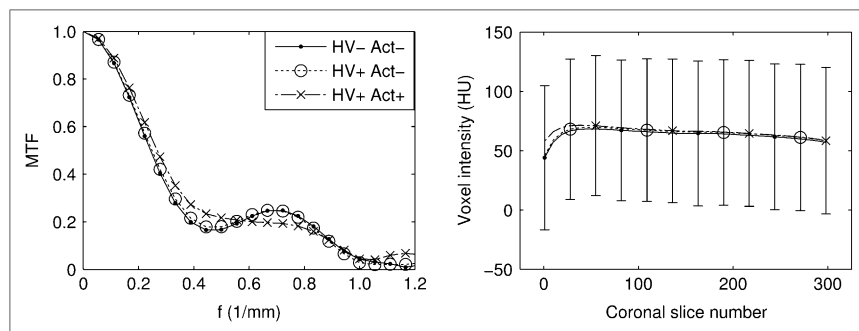 1.0
0.8
0.6
0.4
0.2
0
MTF
0 0.2 0.4 0.6 0.8 1.0 1.2
f (1/mm)
HV− Act−
HV+ Act−
HV+ Act+
150
100
50
0
−50
Voxel intensity (HU)
0 100 200 300
Coronal slice number